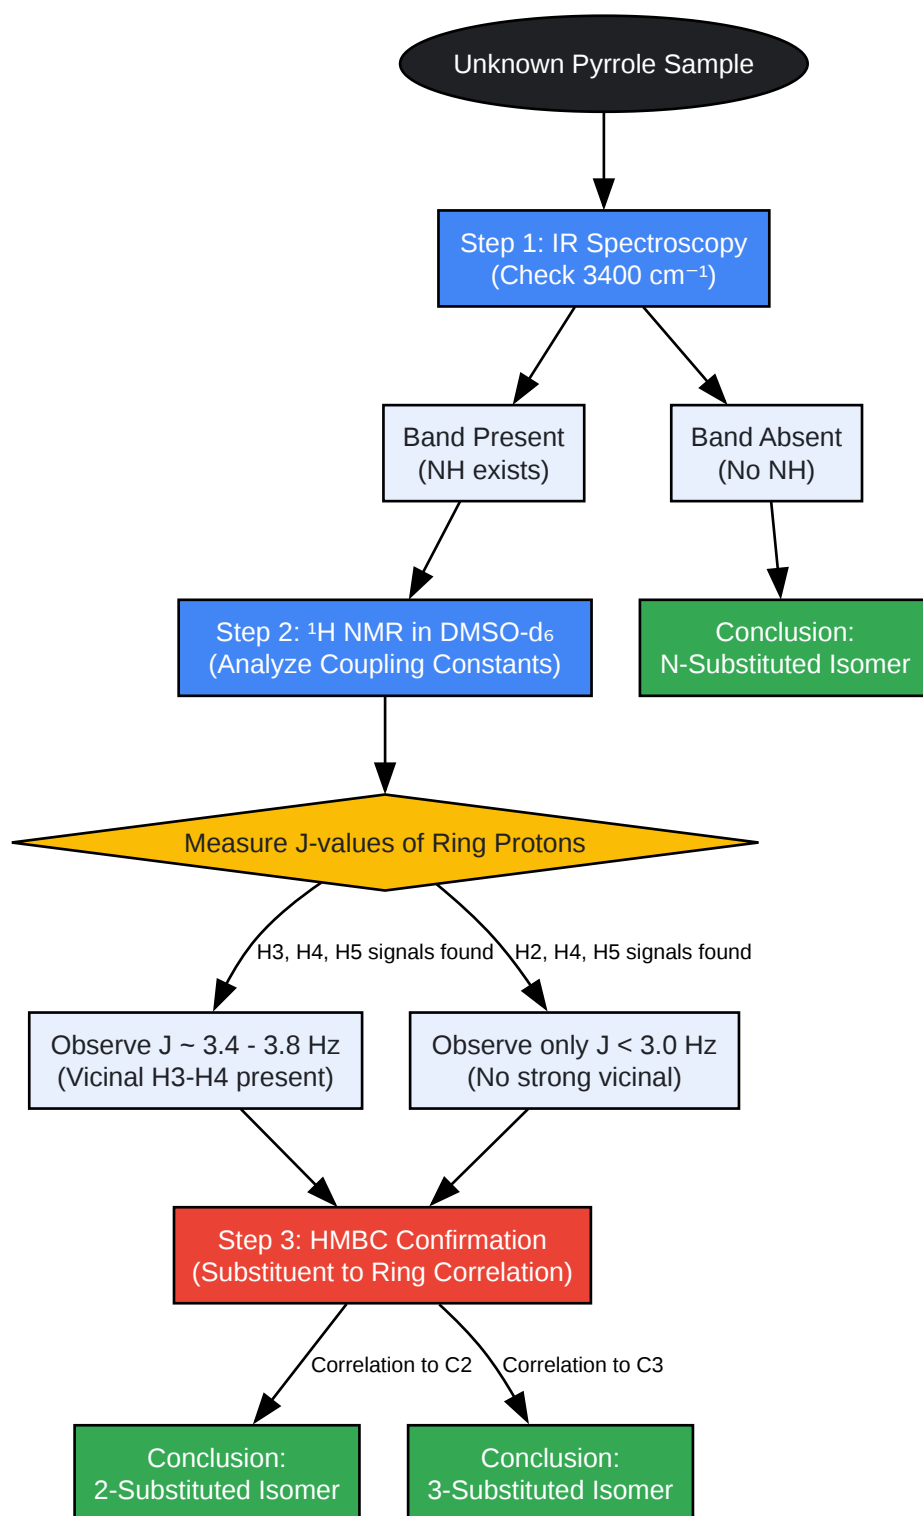 Unknown Pyrrole Sample
Step 1: IR Spectroscopy
(Check 3400 cm⁻¹)
Band Present
(NH exists)
Band Absent
(No NH)
Step 2: ¹H NMR in DMSO-d₆
(Analyze Coupling Constants)
Conclusion:
N-Substituted Isomer
Measure J-values of Ring Protons
H3, H4, H5 signals found
H2, H4, H5 signals found
Observe J ~ 3.4 - 3.8 Hz
(Vicinal H3-H4 present)
Observe only J < 3.0 Hz
(No strong vicinal)
Step 3: HMBC Confirmation
(Substituent to Ring Correlation)
Correlation to C2
Correlation to C3
Conclusion:
2-Substituted Isomer
Conclusion:
3-Substituted Isomer